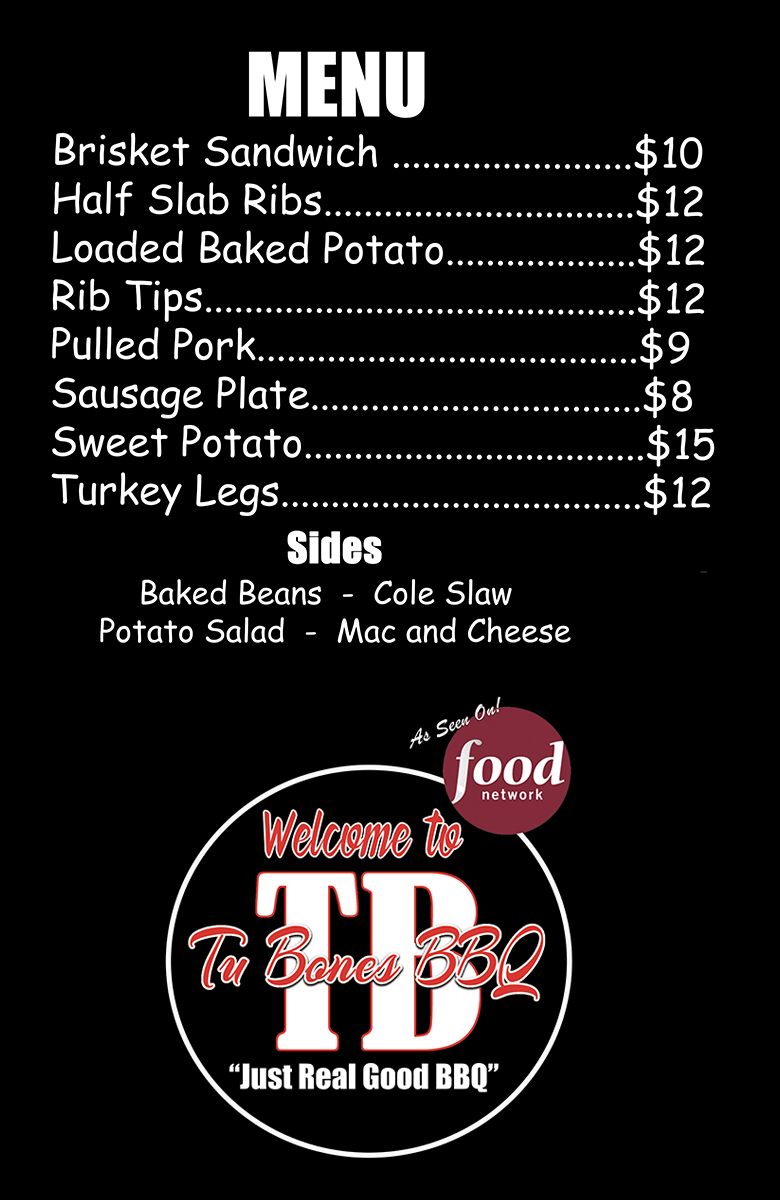 MENU
Brisket Sandwich ........................$10
Half Slab Ribs...............................$12
Loaded Baked Potato...................$12
Rib Tips...........................................$12
Pulled Pork......................................$9
Sausage Plate.................................$8
Sweet Potato..................................$15
Turkey Legs....................................$12
Sides
Baked Beans - Cole Slaw
Potato Salad - Mac and Cheese
As Seen On!
food
network
Welcome to
TB
Tu Bones BBQ
“Just Real Good BBQ”